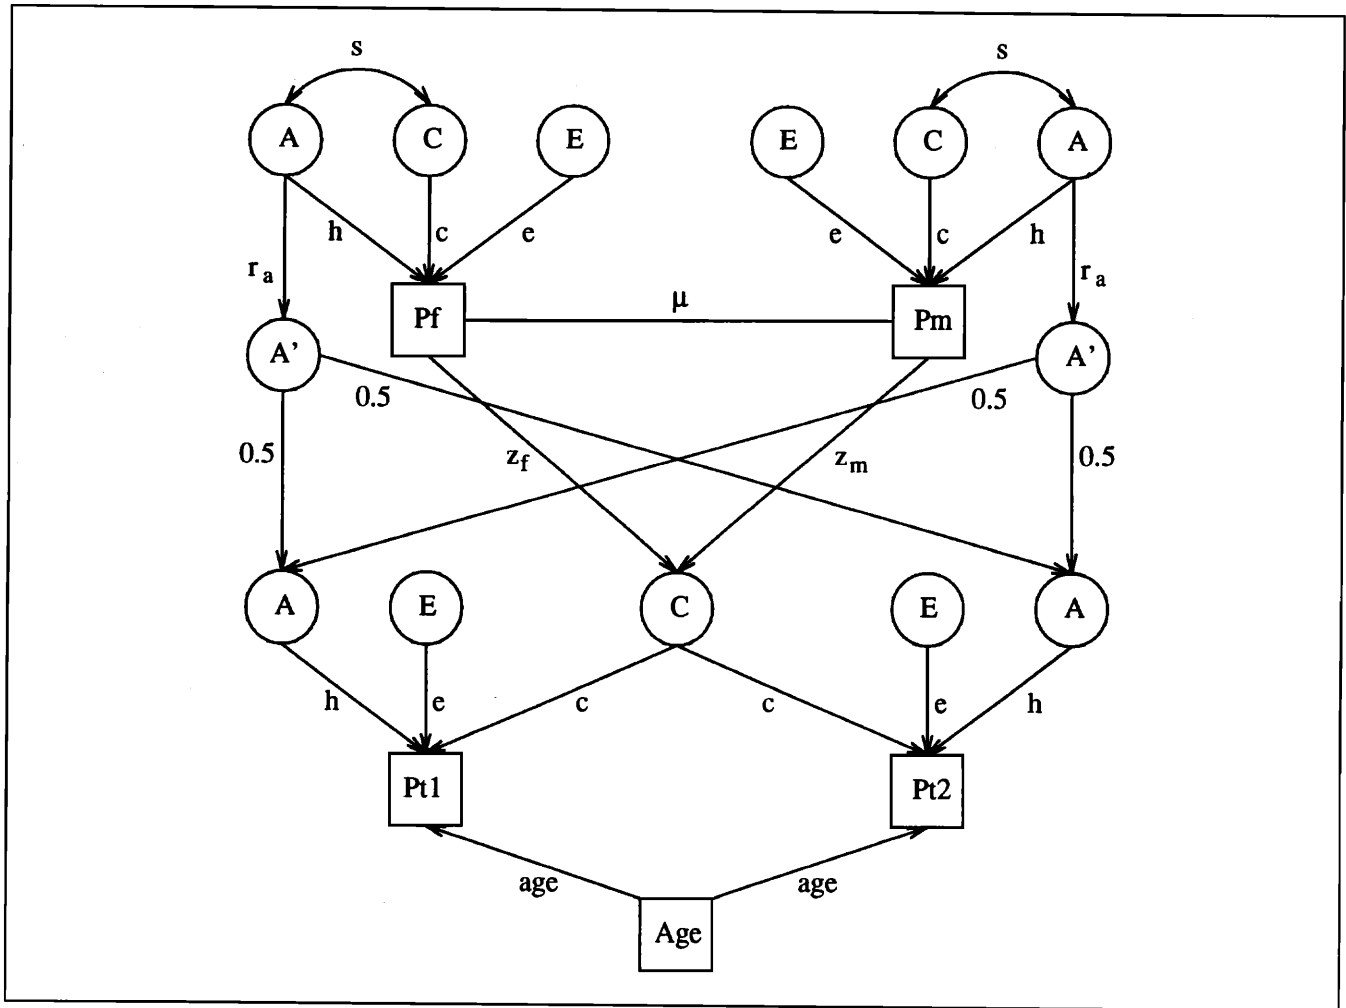 s s
A C E E C A
h c e e c h
r a r a
μ
Pf Pm
A' A'
0.5 0.5
0.5 z f z m 0.5
A E C E A
h e c c e h
Pt1 Pt2
age age
Age